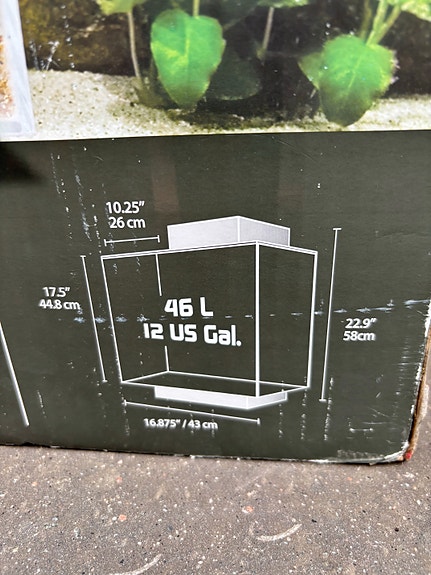 10.25"
26 cm
17.5"
44.8 cm
46 L
12 US Gal.
22.9"
58cm
16.875" / 43 cm